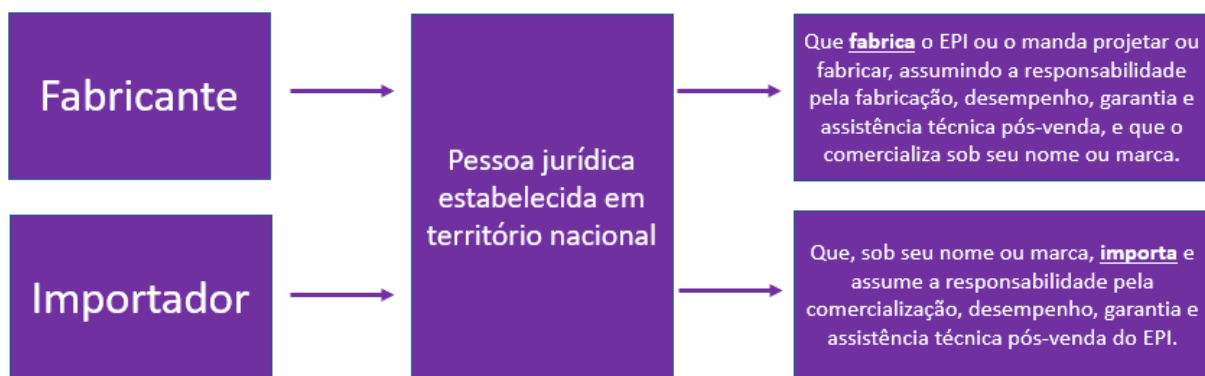 Fabricante
Importador
Pessoa jurídica
estabelecida em
território nacional
Que fabrica o EPI ou o manda projetar ou
fabricar, assumindo a responsabilidade
pela fabricação, desempenho, garantia e
assistência técnica pós-venda, e que o
comercializa sob seu nome ou marca.
Que, sob seu nome ou marca, importa e
assume a responsabilidade pela
comercialização, desempenho, garantia e
assistência técnica pós-venda do EPI.